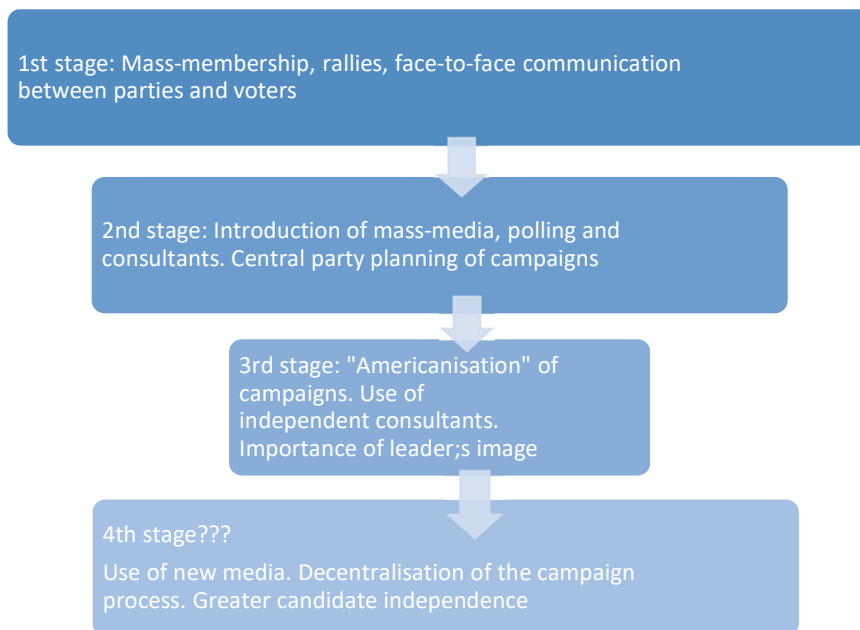 1st stage: Mass-membership, rallies, face-to-face communication
between parties and voters
2nd stage: Introduction of mass-media, polling and
consultants. Central party planning of campaigns
3rd stage: "Americanisation" of
campaigns. Use of
independent consultants.
Importance of leader;s image
4th stage???
Use of new media. Decentralisation of the campaign
process. Greater candidate independence